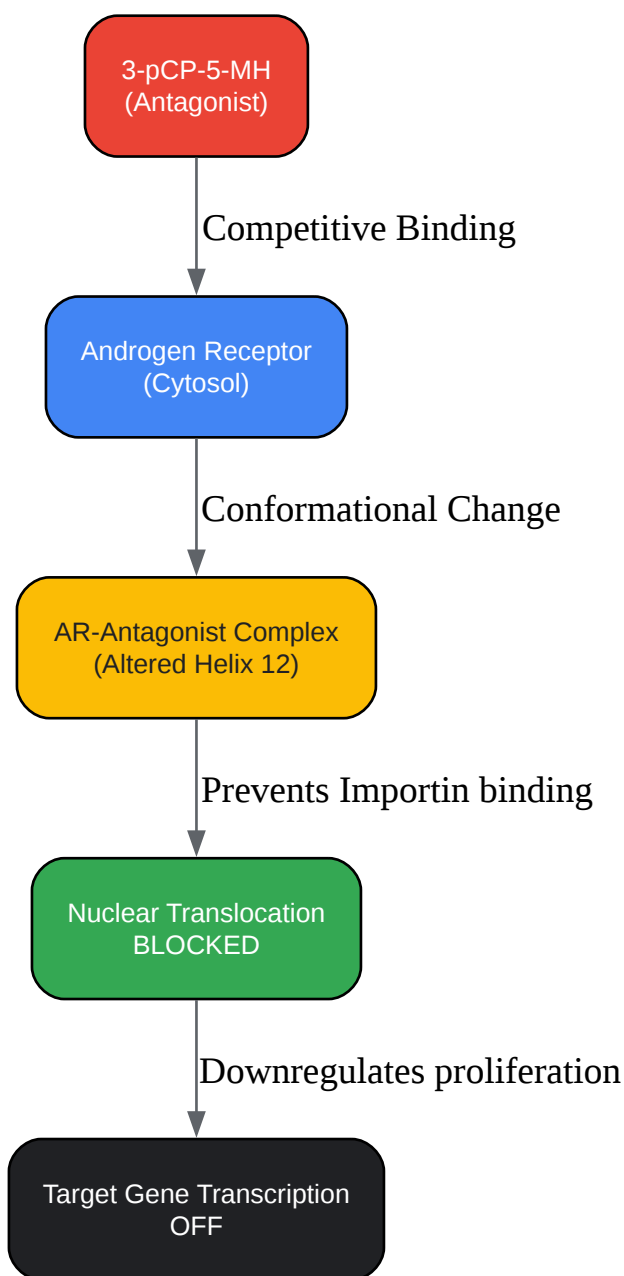 3-pCP-5-MH
(Antagonist)
Competitive Binding
Androgen Receptor
(Cytosol)
Conformational Change
AR-Antagonist Complex
(Altered Helix 12)
Prevents Importin binding
Nuclear Translocation
BLOCKED
Downregulates proliferation
Target Gene Transcription
OFF